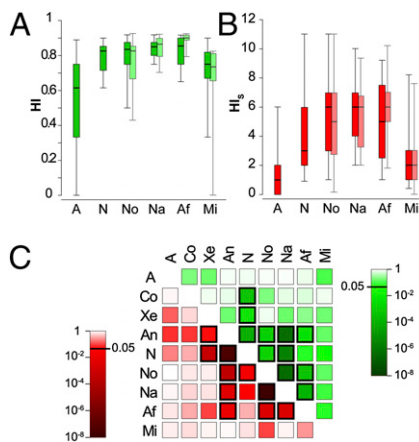 A
B
HI
1
0.8
0.6
0.4
0.2
0
A N No Na Af Mi
HIs
12
10
8
6
4
2
0
A N No Na Af Mi
C
A Co Xe An N No Na Af Mi
A
Co
Xe
An
N
No
Na
Af
Mi
1
0.05
10-2
10-4
10-6
10-8
1
0.05
10-2
10-4
10-6
10-8